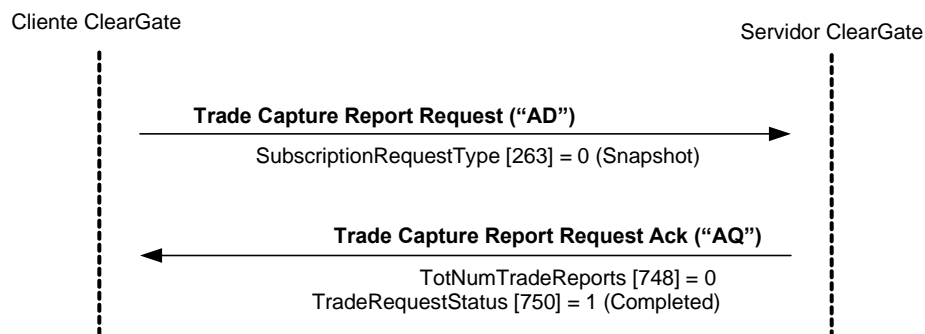 Cliente ClearGate
Servidor ClearGate
Trade Capture Report Request (“AD”)
SubscriptionRequestType [263] = 0 (Snapshot)
Trade Capture Report Request Ack (“AQ”)
TotNumTradeReports [748] = 0
TradeRequestStatus [750] = 1 (Completed)